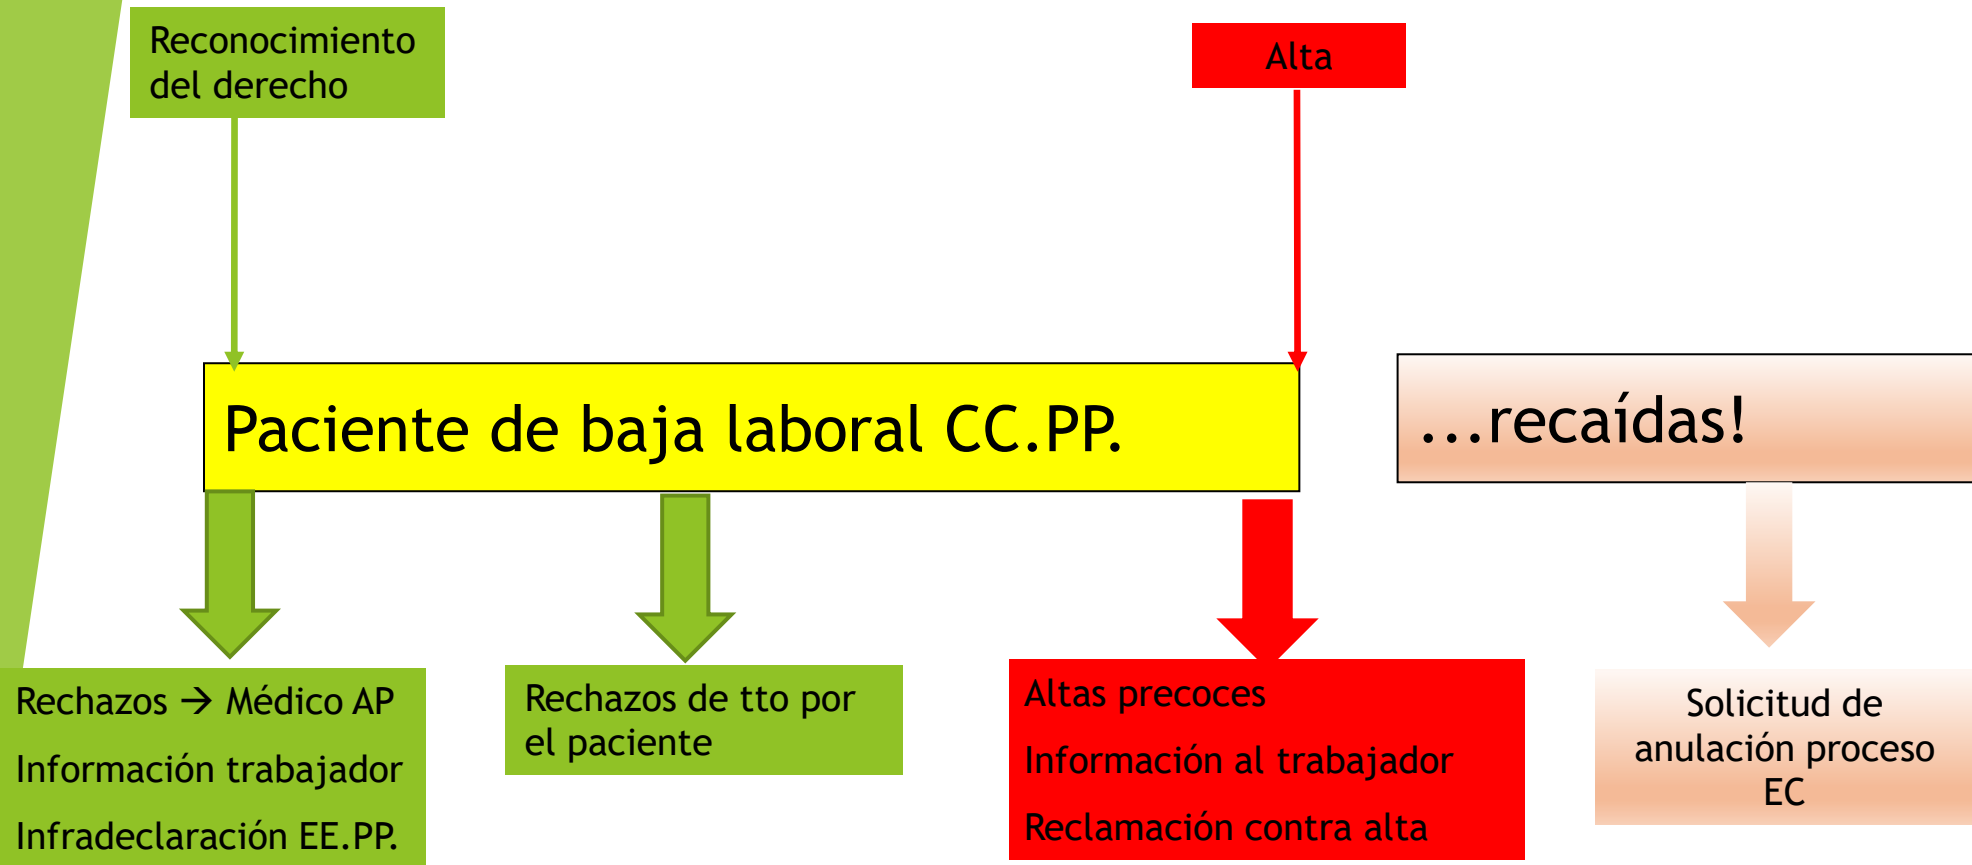 Reconocimiento
del derecho
Alta
Paciente de baja laboral CC.PP.
...recaídas!
Rechazos → Médico AP
Información trabajador
Infradeclaración EE.PP.
Rechazos de tto por
el paciente
Altas precoces
Información al trabajador
Reclamación contra alta
Solicitud de
anulación proceso
EC